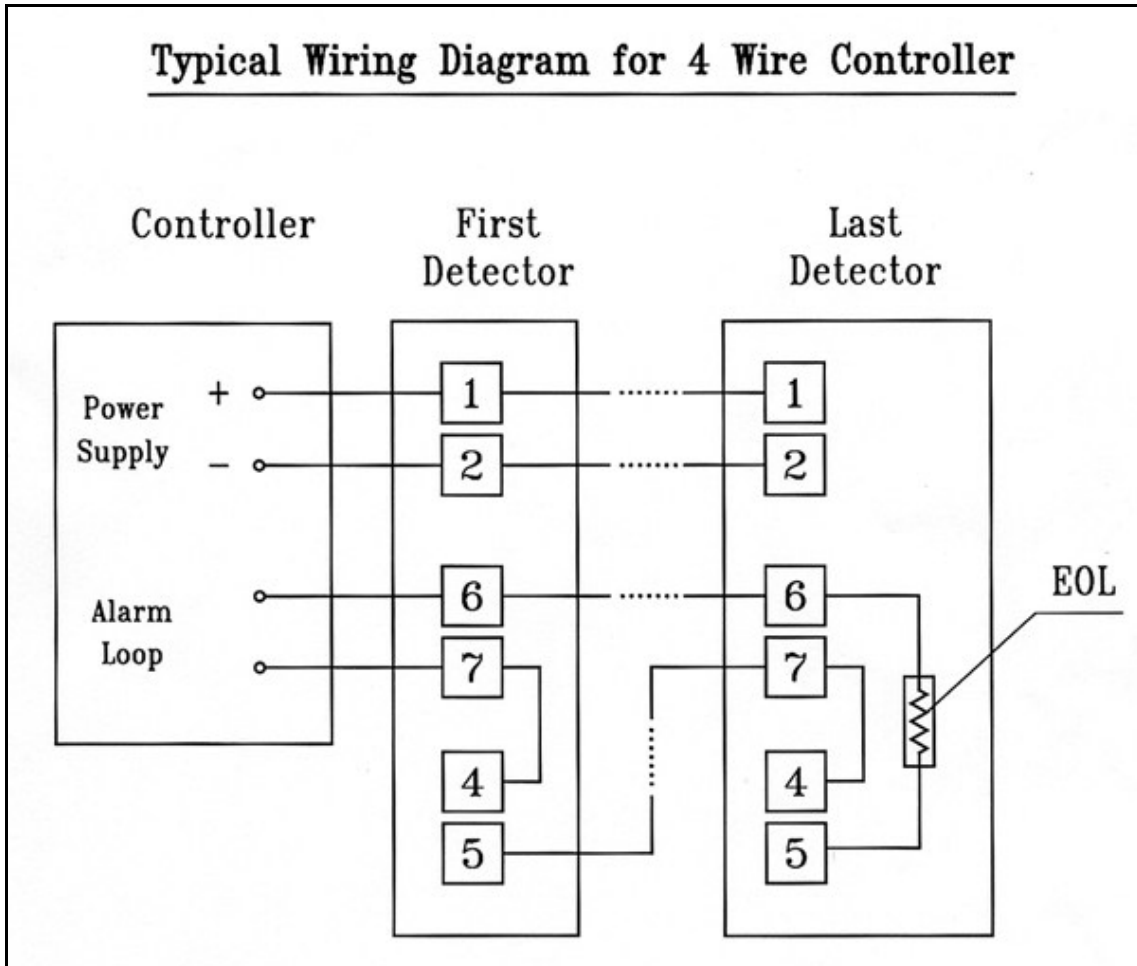 Typical Wiring Diagram for 4 Wire Controller
Controller
First
Detector
Last
Detector
Power
Supply
+
−
Alarm
Loop
1
2
6
7
4
5
1
2
6
7
4
5
EOL